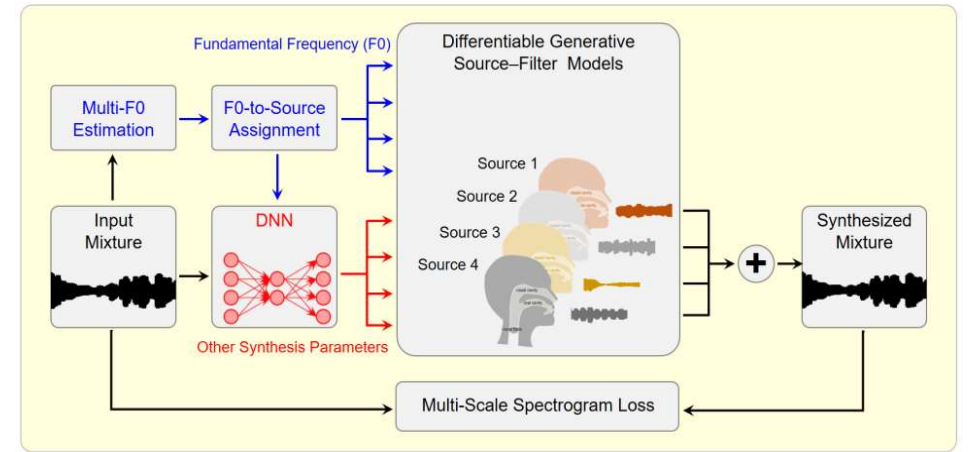 Fundamental Frequency (F0)
Differentiable Generative
Source–Filter Models
Multi-F0
Estimation
F0-to-Source
Assignment
Source 1
Source 2
Source 3
Source 4
Input
Mixture
DNN
Synthesized
Mixture
+
Other Synthesis Parameters
Multi-Scale Spectrogram Loss